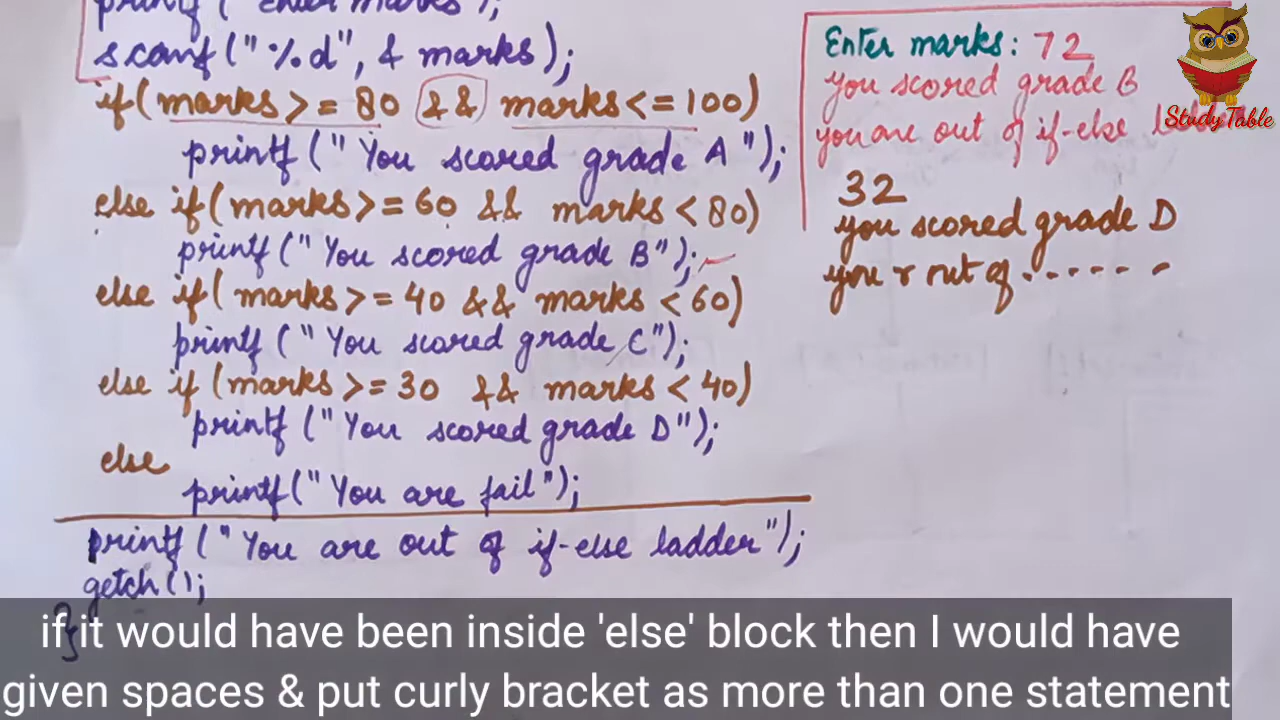 printf ("Enter marks");
scanf("%d", & marks);
if(marks>=80 && marks<=100)
printf ("You scored grade A");
else if(marks>=60 && marks<80)
printf ("You scored grade B");
else if(marks>=40 && marks<60)
printf ("You scored grade C");
else if(marks>=30 && marks<40)
printf ("You scored grade D");
else
printf("You are fail");
printf ("You are out of if-else ladder");
getch();
}
Enter marks: 72
you scored grade B
you are out of if-else
StudyTable
32
you scored grade D
you r out of ......
if it would have been inside 'else' block then I would have
given spaces & put curly bracket as more than one statement